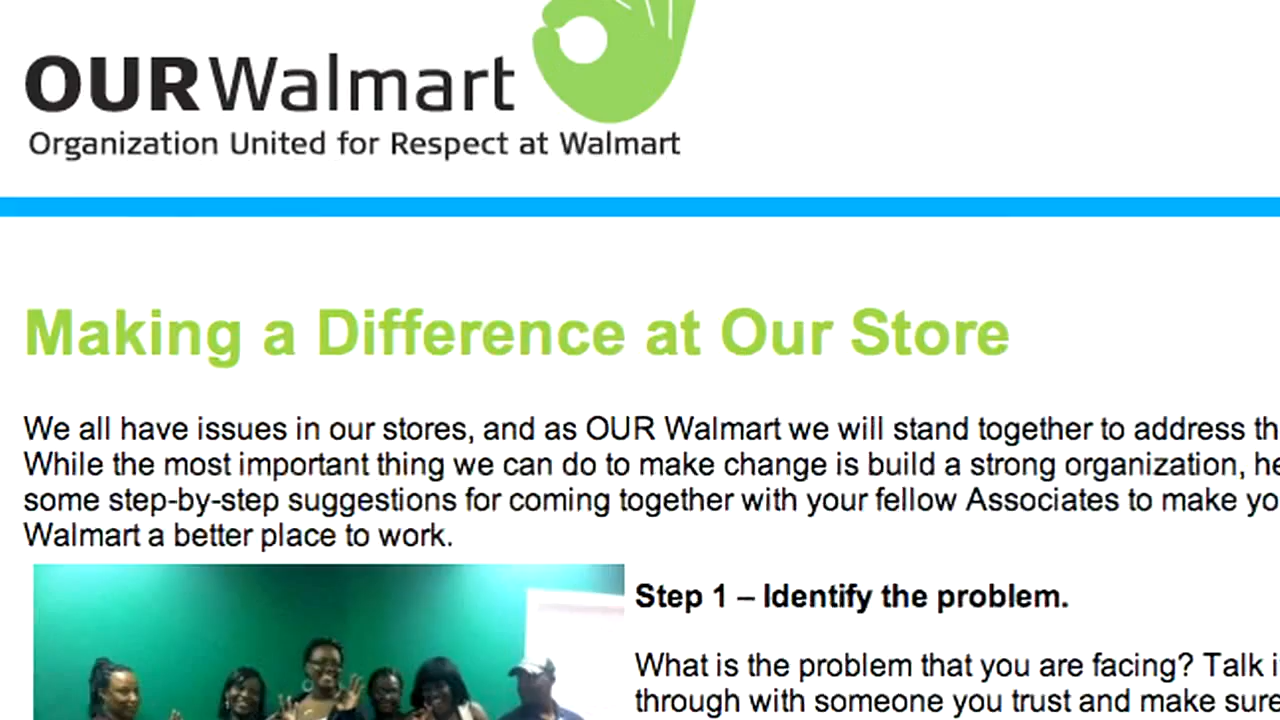 OURWalmart
Organization United for Respect at Walmart
Making a Difference at Our Store
We all have issues in our stores, and as OUR Walmart we will stand together to address th
While the most important thing we can do to make change is build a strong organization, he
some step-by-step suggestions for coming together with your fellow Associates to make yo
Walmart a better place to work.
Step 1 – Identify the problem.
What is the problem that you are facing? Talk i
through with someone you trust and make sure